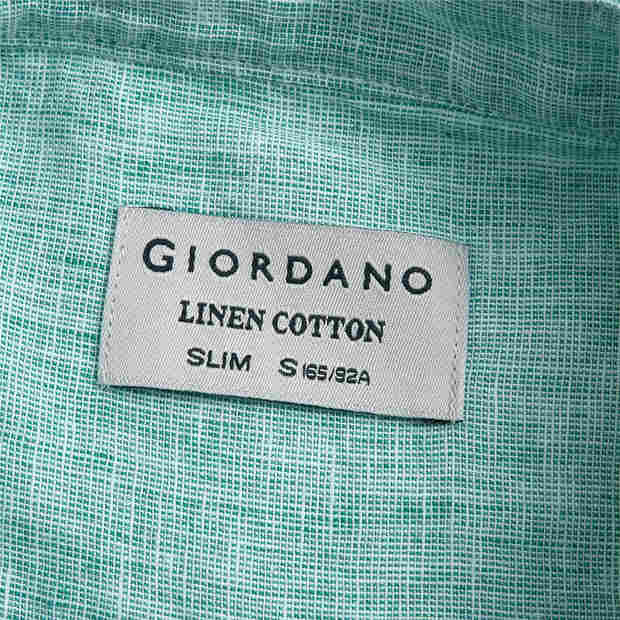 GIORDANO
LINEN COTTON
SLIM S 165/92A